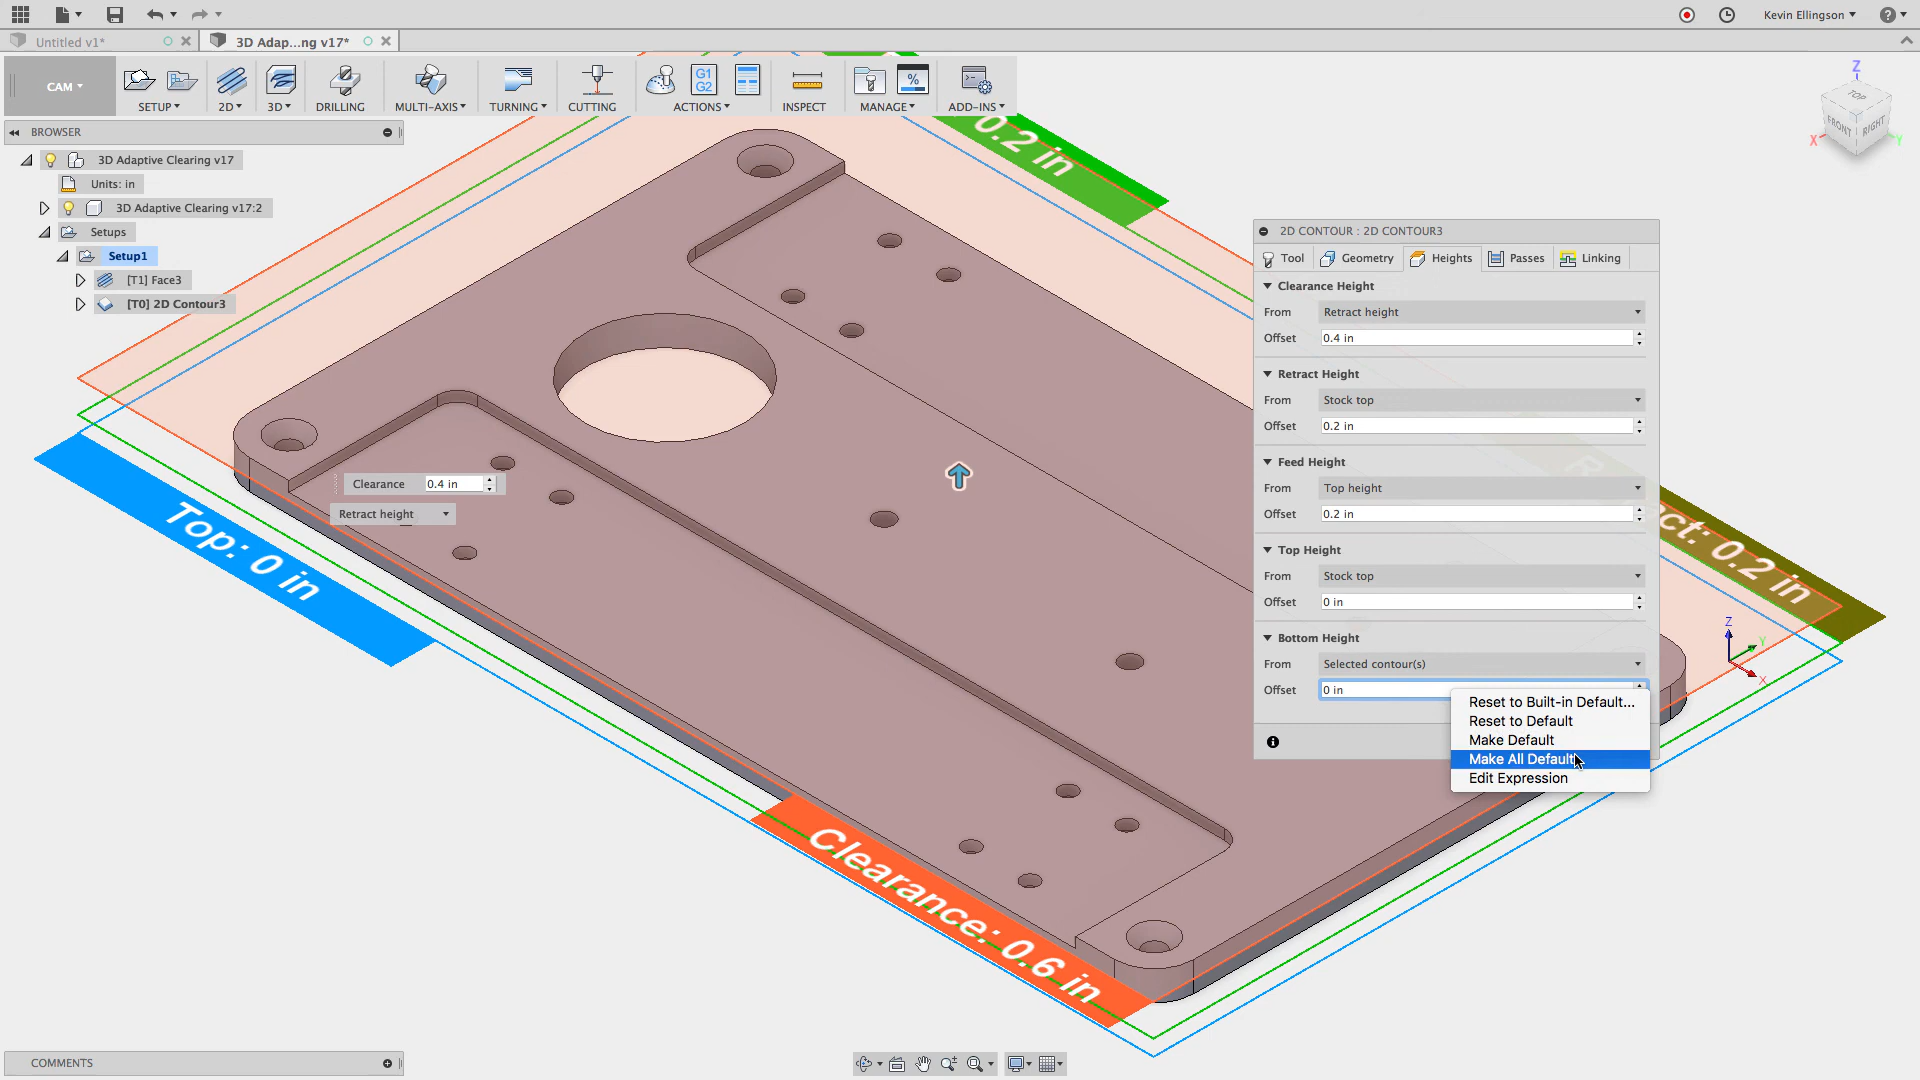 Kevin Ellingson
Untitled v1*
3D Adap...ng v17*
CAM
SETUP
2D
3D
DRILLING
MULTI-AXIS
TURNING
CUTTING
G1
G2
ACTIONS
INSPECT
%
MANAGE
ADD-INS
BROWSER
3D Adaptive Clearing v17
Units: in
3D Adaptive Clearing v17:2
Setups
Setup1
[T1] Face3
[T0] 2D Contour3
Z
TOP
FRONT
RIGHT
X
Y
0.2 in
Clearance 0.4 in
Retract height
Top: 0 in
Clearance: 0.6 in
ct: 0.2 in
Z
Y
X
2D CONTOUR : 2D CONTOUR3
Tool Geometry Heights Passes Linking
Clearance Height
From Retract height
Offset 0.4 in
Retract Height
From Stock top
Offset 0.2 in
Feed Height
From Top height
Offset 0.2 in
Top Height
From Stock top
Offset 0 in
Bottom Height
From Selected contour(s)
Offset 0 in
Reset to Built-in Default...
Reset to Default
Make Default
Make All Default
Edit Expression
COMMENTS